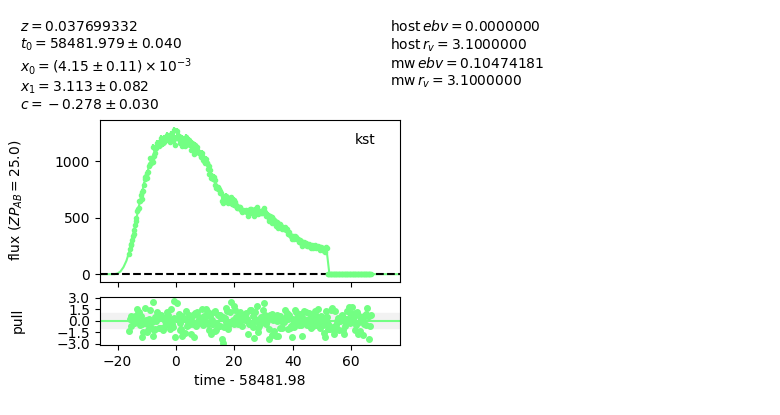 z = 0.037699332
t₀ = 58481.979 ± 0.040
x₀ = (4.15 ± 0.11) × 10⁻³
x₁ = 3.113 ± 0.082
c = −0.278 ± 0.030
host ebv = 0.0000000
host r_v = 3.1000000
mw ebv = 0.10474181
mw r_v = 3.1000000
kst
flux (ZP_AB = 25.0)
1000
500
0
pull
3.0
1.5
0.0
−1.5
−3.0
−20
0
20
40
60
time - 58481.98